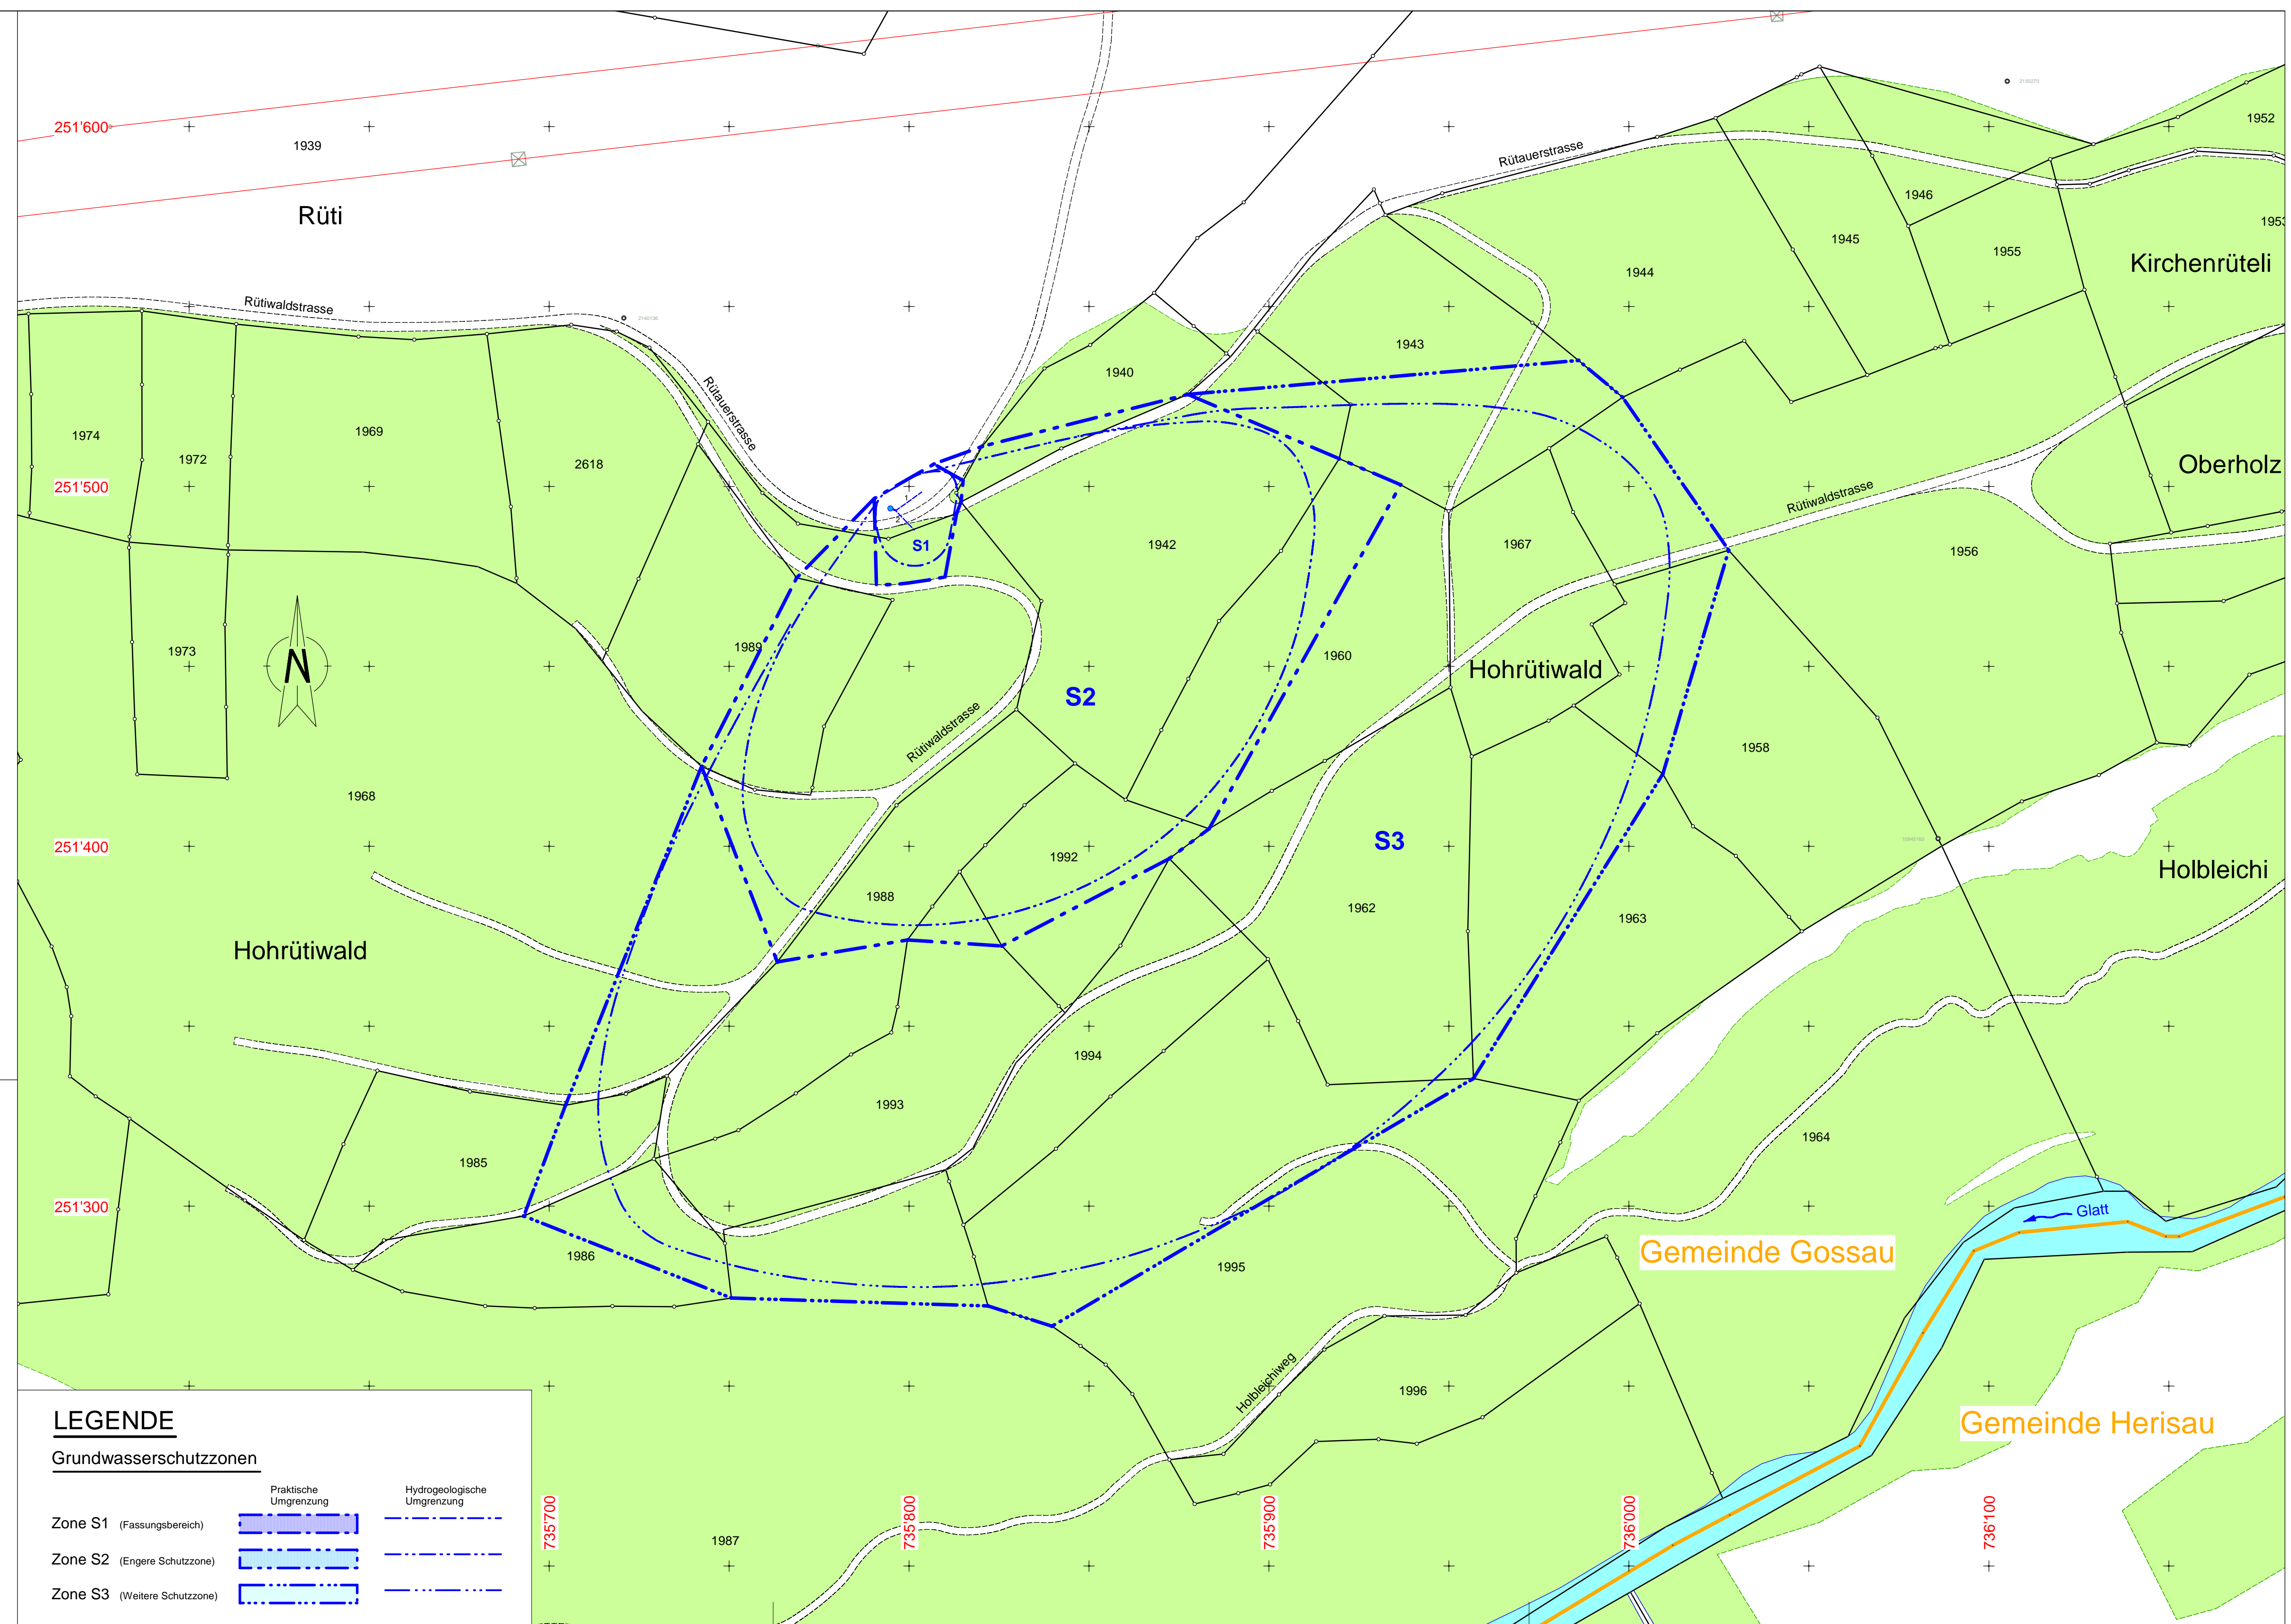 2150270
251'600
1939
1952
Rütauerstrasse
1946
Rüti
1945
1953
1955
1944
Kirchenrüteli
Rütiwaldstrasse
1943
1940
Rütauerstrasse
1974
1969
1972
2618
Oberholz
251'500
1
2
Rütiwaldstrasse
S1
1942
1967
1956
1973
1989
1960
N
Hohrütiwald
S2
Rütiwaldstrasse
1958
1968
S3
251'400
1992
Holbleichi
1988
1962
1963
Hohrütiwald
1994
1993
1964
1985
251'300
Glatt
1986
1995
Gemeinde Gossau
Holbleichiweg
1996
Gemeinde Herisau
LEGENDE
Grundwasserschutzzonen
Praktische
Umgrenzung
Hydrogeologische
Umgrenzung
Zone S1 (Fassungsbereich)
Zone S2 (Engere Schutzzone)
Zone S3 (Weitere Schutzzone)
1987
735'700
735'800
735'900
736'000
736'100